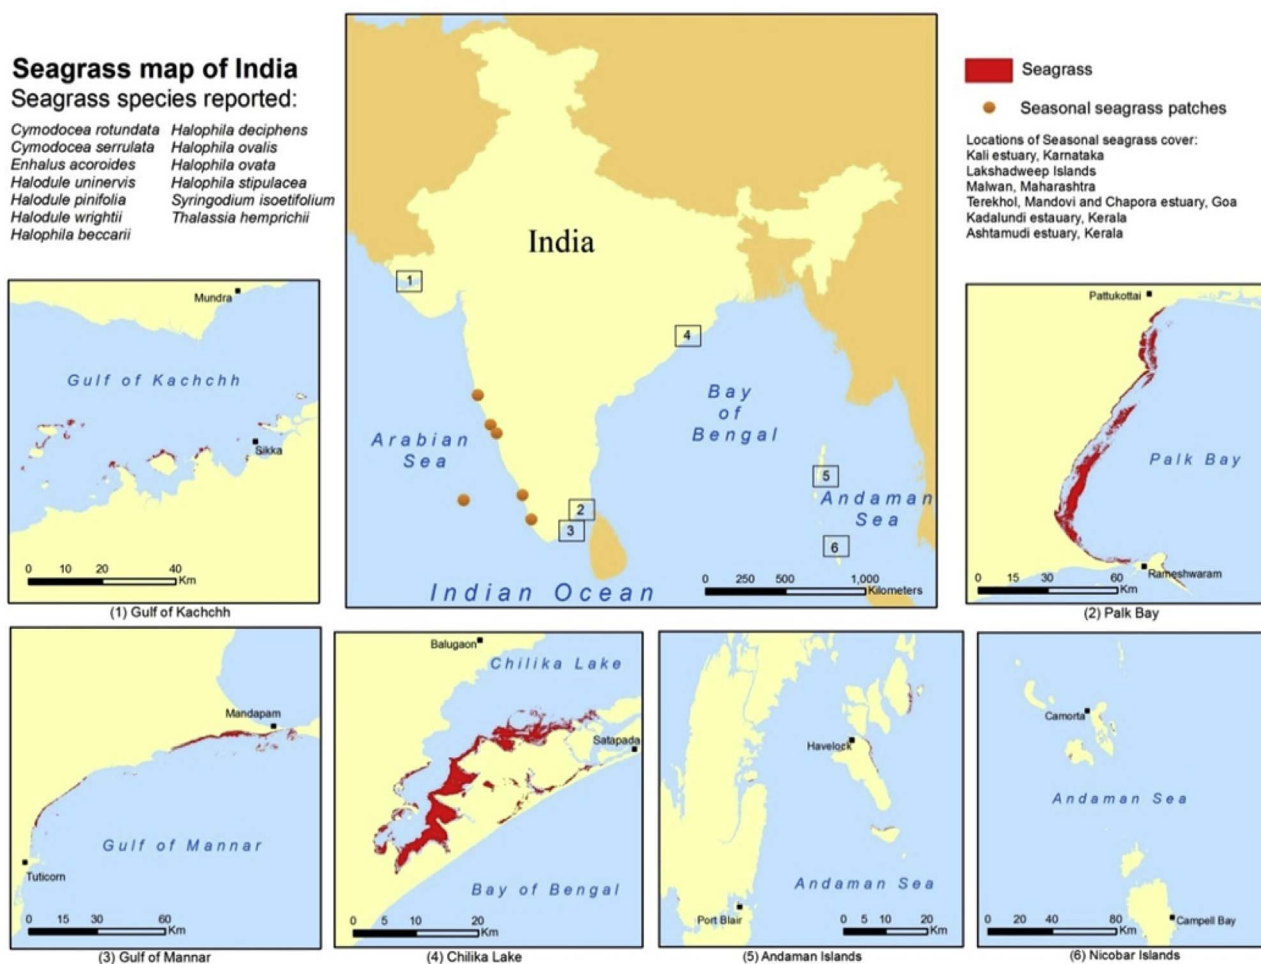 Seagrass map of India
Seagrass species reported:
Cymodocea rotundata Halophila deciphens
Cymodocea serrulata Halophila ovalis
Enhalus acoroides Halophila ovata
Halodule uninervis Halophila stipulacea
Halodule pinifolia Syringodium isoetifolium
Halodule wrightii Thalassia hemprichii
Halophila beccarii
India
1
4
Bay
of
Bengal
Arabian
Sea
5
Andaman
Sea
2
3
6
Indian Ocean
0 250 500 1,000
Kilometers
Seagrass
Seasonal seagrass patches
Locations of Seasonal seagrass cover:
Kali estuary, Karnataka
Lakshadweep Islands
Malwan, Maharashtra
Terekhol, Mandovi and Chapora estuary, Goa
Kadalundi estauary, Kerala
Ashtamudi estuary, Kerala
Mundra
Gulf of Kachchh
Sikka
0 10 20 40
Km
(1) Gulf of Kachchh
Pattukottai
Palk Bay
Rameshwaram
0 15 30 60
Km
(2) Palk Bay
Mandapam
Gulf of Mannar
Tuticorn
0 15 30 60
Km
(3) Gulf of Mannar
Balugaon
Chilika Lake
Satapada
Bay of Bengal
0 5 10 20
Km
(4) Chilika Lake
Havelock
Andaman Sea
Port Blair
0 5 10 20
Km
(5) Andaman Islands
Camorta
Andaman Sea
Campell Bay
0 20 40 80
Km
(6) Nicobar Islands